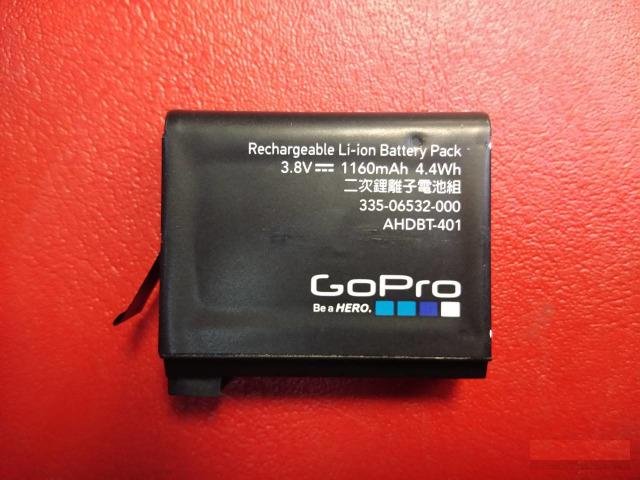 Rechargeable Li-ion Battery Pack
3.8V⎓ 1160mAh 4.4Wh
二次鋰離子電池組
335-06532-000
AHDBT-401
GoPro
Be a HERO.